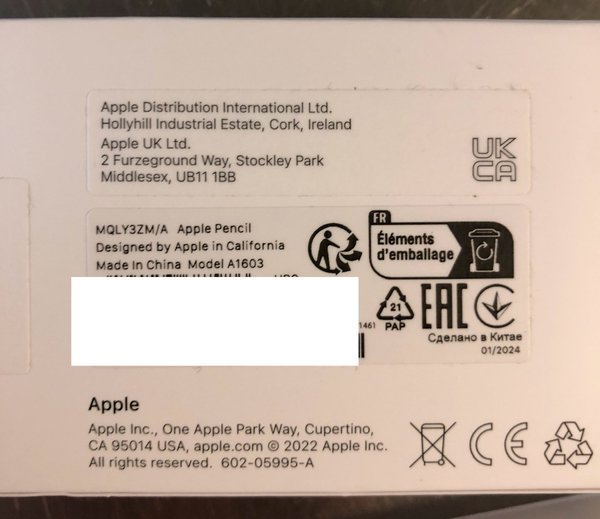 Apple Distribution International Ltd.
Hollyhill Industrial Estate, Cork, Ireland
Apple UK Ltd.
2 Furzeground Way, Stockley Park
Middlesex, UB11 1BB
UK
CA
MQLY3ZM/A Apple Pencil
Designed by Apple in California
Made in China Model A1603
FR
Éléments
d'emballage
21
PAP
EAC
1461
Сделано в Китае
01/2024
Apple
Apple Inc., One Apple Park Way, Cupertino,
CA 95014 USA, apple.com © 2022 Apple Inc.
All rights reserved. 602-05995-A
CE